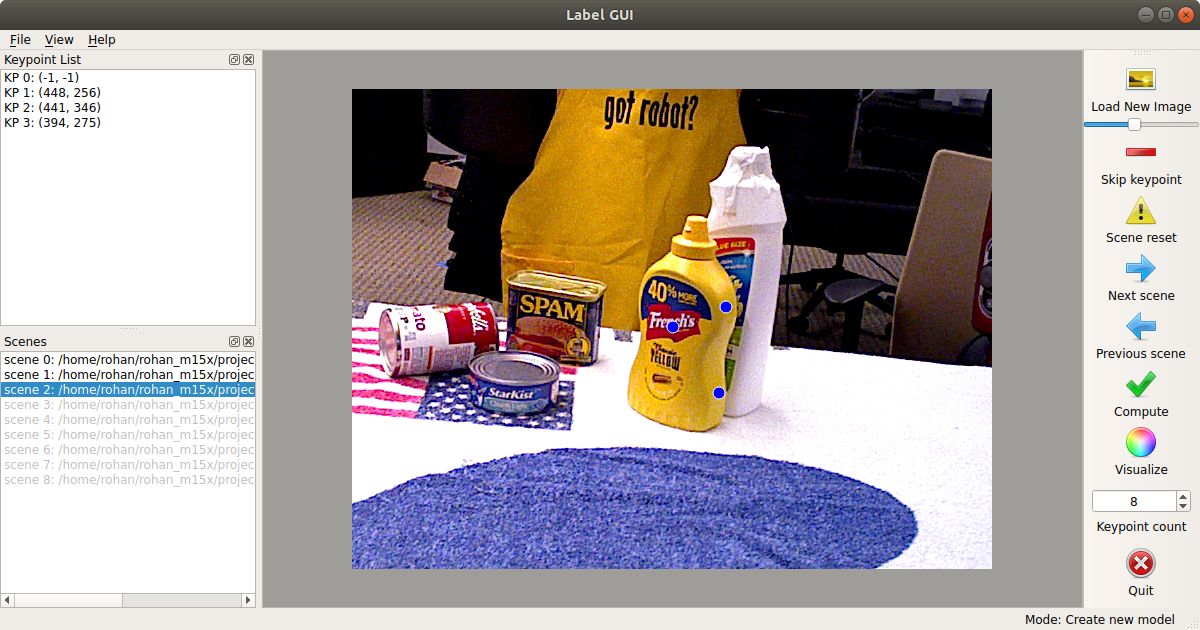 Label GUI
File View Help
Keypoint List
KP 0: (-1, -1)
KP 1: (448, 256)
KP 2: (441, 346)
KP 3: (394, 275)
Scenes
scene 0: /home/rohan/rohan_m15x/projec
scene 1: /home/rohan/rohan_m15x/projec
scene 2: /home/rohan/rohan_m15x/projec
scene 3: /home/rohan/rohan_m15x/projec
scene 4: /home/rohan/rohan_m15x/projec
scene 5: /home/rohan/rohan_m15x/projec
scene 6: /home/rohan/rohan_m15x/projec
scene 7: /home/rohan/rohan_m15x/projec
scene 8: /home/rohan/rohan_m15x/projec
got robot?
SPAM
StarKist
40% MORE
French's
YELLOW
Load New Image
Skip keypoint
Scene reset
Next scene
Previous scene
Compute
Visualize
8
Keypoint count
Quit
Mode: Create new model